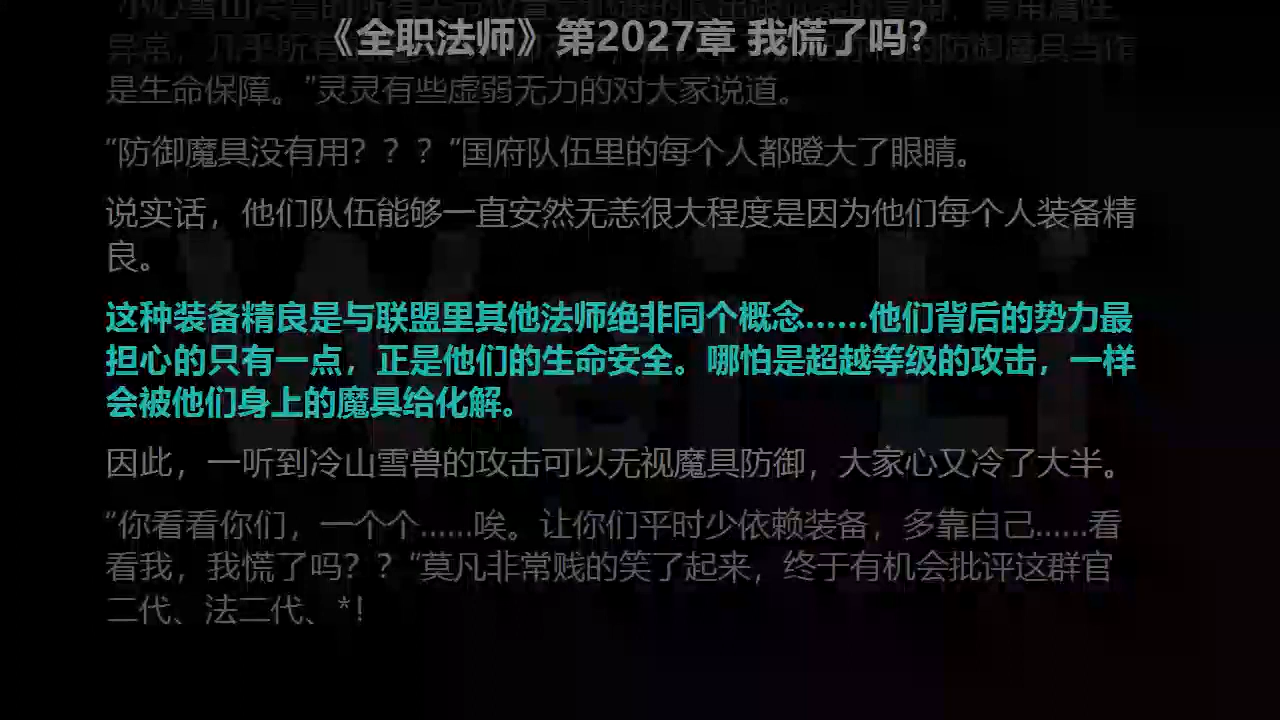 《全职法师》第2027章 我慌了吗?
是生命保障。”灵灵有些虚弱无力的对大家说道。
“防御魔具没有用？？？”国府队伍里的每个人都瞪大了眼睛。
说实话，他们队伍能够一直安然无恙很大程度是因为他们每个人装备精
良。
这种装备精良是与联盟里其他法师绝非同个概念......他们背后的势力最
担心的只有一点，正是他们的生命安全。哪怕是超越等级的攻击，一样
会被他们身上的魔具给化解。
因此，一听到冷山雪兽的攻击可以无视魔具防御，大家心又冷了大半。
“你看看你们，一个个......唉。让你们平时少依赖装备，多靠自己......看
看我，我慌了吗？？“莫凡非常贱的笑了起来，终于有机会批评这群官
二代、法二代、*！
Wei Li